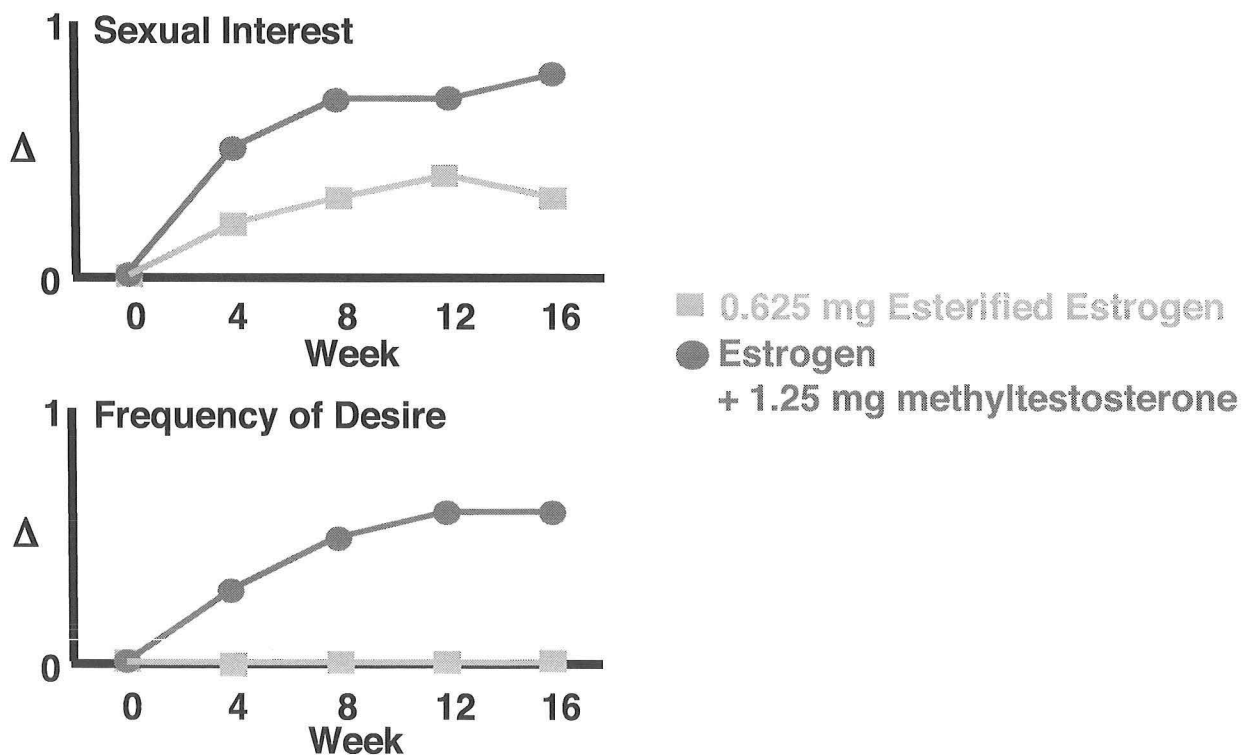 1 Sexual Interest
Δ
0
0 4 8 12 16
Week
1 Frequency of Desire
Δ
0
0 4 8 12 16
Week
0.625 mg Esterified Estrogen
Estrogen
+ 1.25 mg methyltestosterone